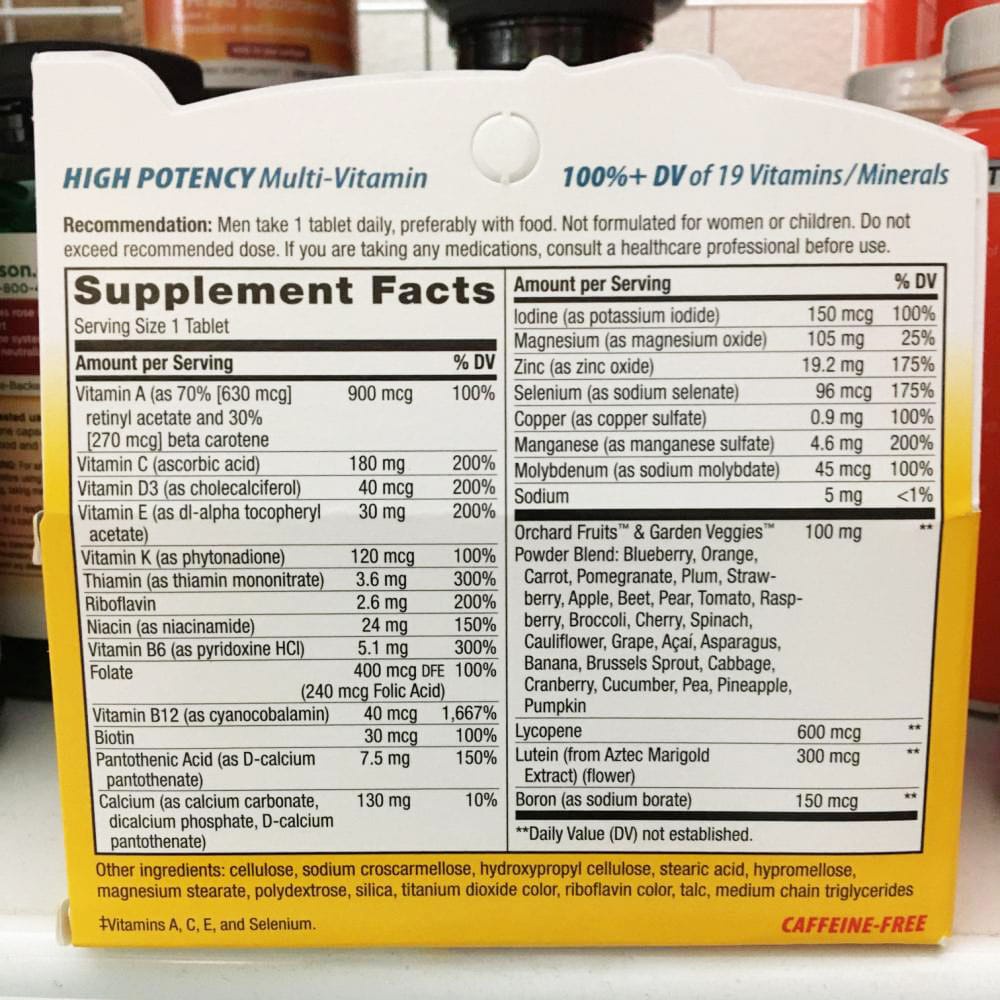 HIGH POTENCY Multi-Vitamin
100%+ DV of 19 Vitamins/Minerals
Recommendation: Men take 1 tablet daily, preferably with food. Not formulated for women or children. Do not
exceed recommended dose. If you are taking any medications, consult a healthcare professional before use.
Supplement Facts
Serving Size 1 Tablet
Amount per Serving % DV
Vitamin A (as 70% [630 mcg] 900 mcg 100%
retinyl acetate and 30%
[270 mcg] beta carotene
Vitamin C (ascorbic acid) 180 mg 200%
Vitamin D3 (as cholecalciferol) 40 mcg 200%
Vitamin E (as dl-alpha tocopheryl 30 mg 200%
acetate)
Vitamin K (as phytonadione) 120 mcg 100%
Thiamin (as thiamin mononitrate) 3.6 mg 300%
Riboflavin 2.6 mg 200%
Niacin (as niacinamide) 24 mg 150%
Vitamin B6 (as pyridoxine HCl) 5.1 mg 300%
Folate 400 mcg DFE 100%
(240 mcg Folic Acid)
Vitamin B12 (as cyanocobalamin) 40 mcg 1,667%
Biotin 30 mcg 100%
Pantothenic Acid (as D-calcium 7.5 mg 150%
pantothenate)
Calcium (as calcium carbonate, 130 mg 10%
dicalcium phosphate, D-calcium
pantothenate)
Amount per Serving % DV
Iodine (as potassium iodide) 150 mcg 100%
Magnesium (as magnesium oxide) 105 mg 25%
Zinc (as zinc oxide) 19.2 mg 175%
Selenium (as sodium selenate) 96 mcg 175%
Copper (as copper sulfate) 0.9 mg 100%
Manganese (as manganese sulfate) 4.6 mg 200%
Molybdenum (as sodium molybdate) 45 mcg 100%
Sodium 5 mg <1%
Orchard Fruits™ & Garden Veggies™ 100 mg **
Powder Blend: Blueberry, Orange,
Carrot, Pomegranate, Plum, Straw-
berry, Apple, Beet, Pear, Tomato, Rasp-
berry, Broccoli, Cherry, Spinach,
Cauliflower, Grape, Açaí, Asparagus,
Banana, Brussels Sprout, Cabbage,
Cranberry, Cucumber, Pea, Pineapple,
Pumpkin
Lycopene 600 mcg **
Lutein (from Aztec Marigold 300 mcg **
Extract) (flower)
Boron (as sodium borate) 150 mcg **
**Daily Value (DV) not established.
Other ingredients: cellulose, sodium croscarmellose, hydroxypropyl cellulose, stearic acid, hypromellose,
magnesium stearate, polydextrose, silica, titanium dioxide color, riboflavin color, talc, medium chain triglycerides
‡Vitamins A, C, E, and Selenium.
CAFFEINE-FREE